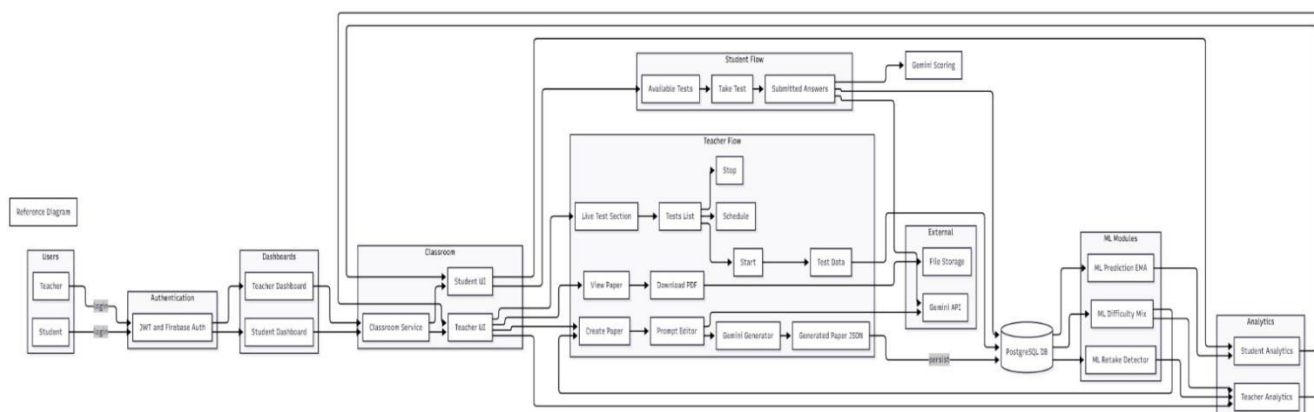 Reference Diagram
Users
Teacher
Student
login
login
Authentication
JWT and Firebase Auth
Dashboards
Teacher Dashboard
Student Dashboard
Classroom
Student UI
Classroom Service
Teacher UI
Student Flow
Available Tests
Take Test
Submitted Answers
Gemini Scoring
Teacher Flow
Stop
Live Test Section
Tests List
Schedule
Start
Test Data
View Paper
Download PDF
Create Paper
Prompt Editor
Gemini Generator
Generated Paper JSON
External
File Storage
Gemini API
persist
PostgreSQL DB
ML Modules
ML Prediction EMA
ML Difficulty Mix
ML Retake Detector
Analytics
Student Analytics
Teacher Analytics